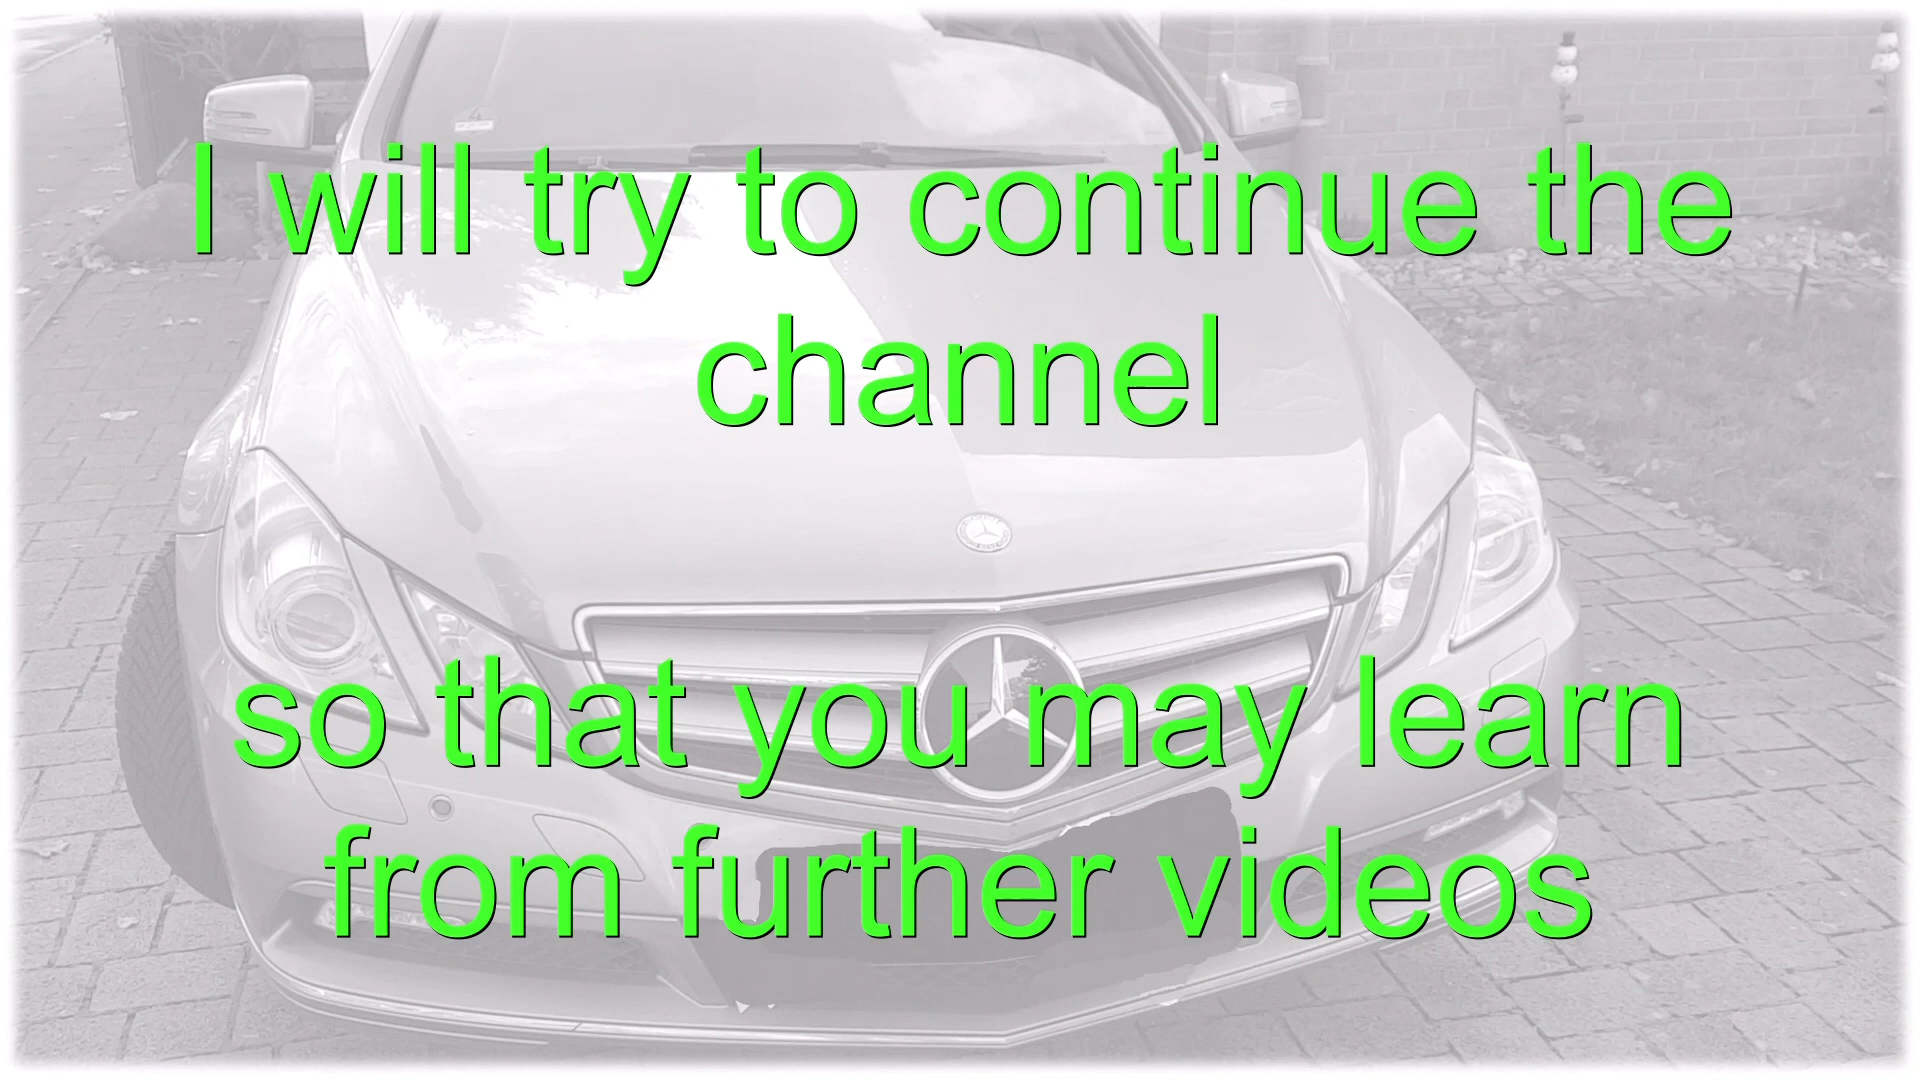 I will try to continue the
channel
so that you may learn
from further videos